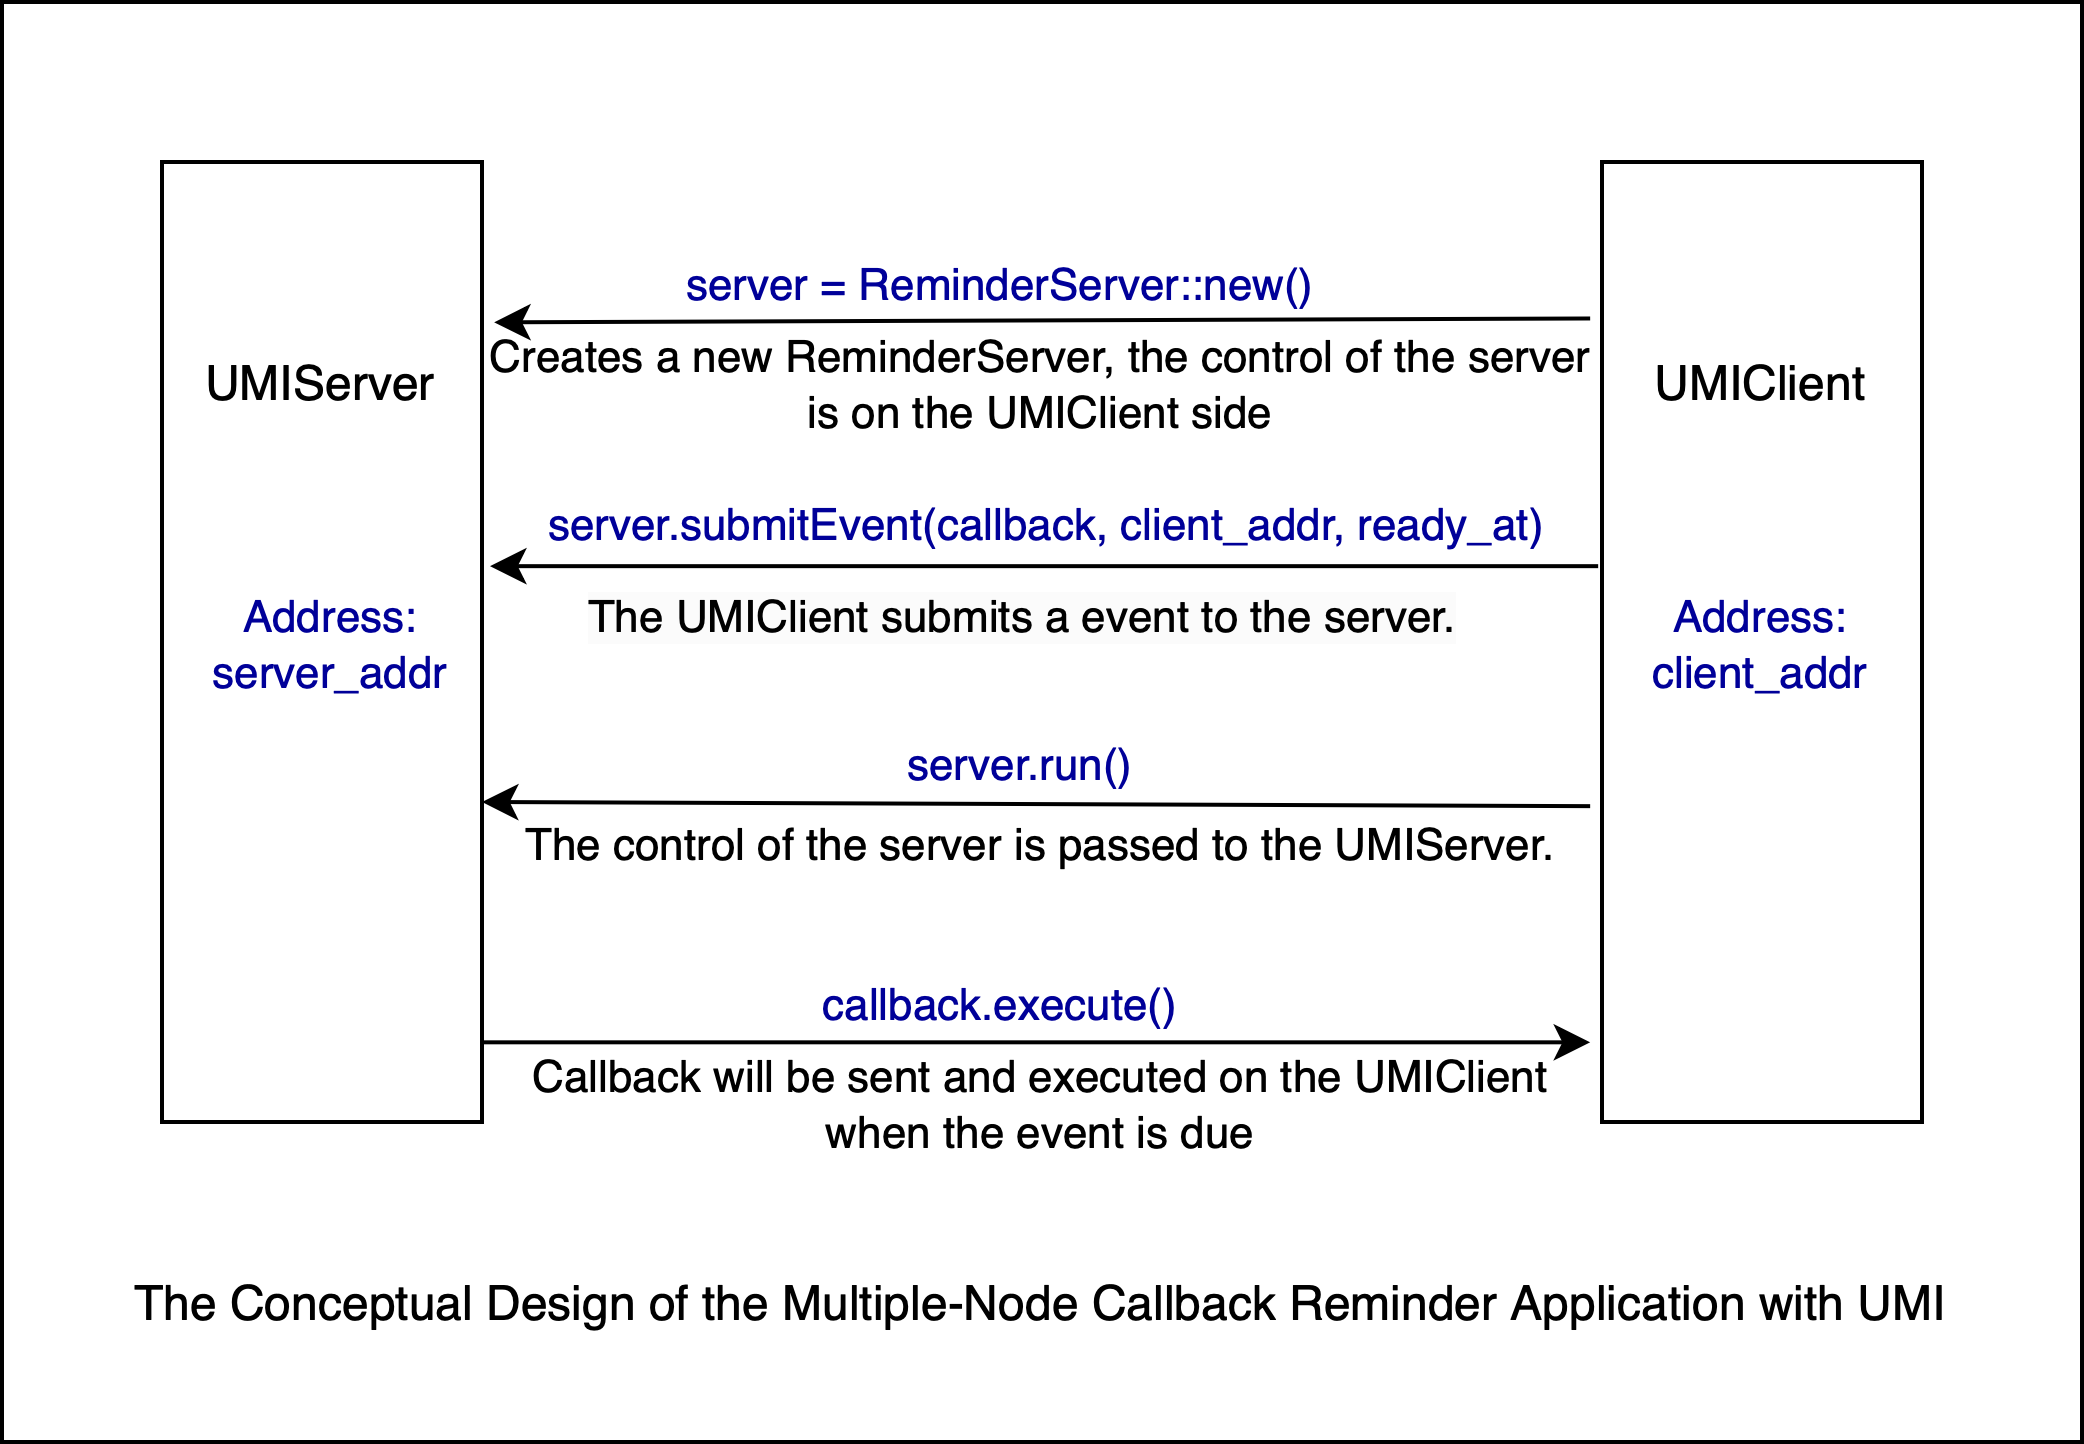 server = ReminderServer::new()
Creates a new ReminderServer, the control of the server
is on the UMIClient side
UMIServer
UMIClient
server.submitEvent(callback, client_addr, ready_at)
The UMIClient submits a event to the server.
Address:
server_addr
Address:
client_addr
server.run()
The control of the server is passed to the UMIServer.
callback.execute()
Callback will be sent and executed on the UMIClient
when the event is due
The Conceptual Design of the Multiple-Node Callback Reminder Application with UMI